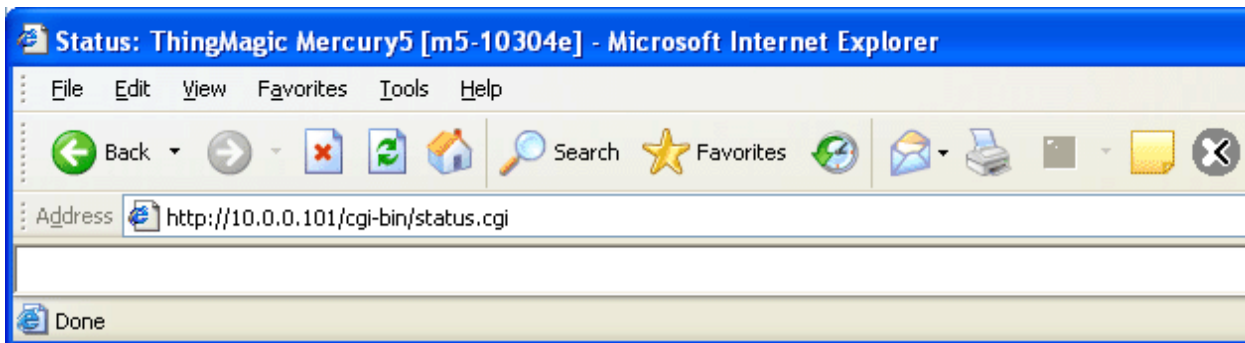 Status: ThingMagic Mercury5 [m5-10304e] - Microsoft Internet Explorer
File Edit View Favorites Tools Help
Back Search Favorites
Address http://10.0.0.101/cgi-bin/status.cgi
Done